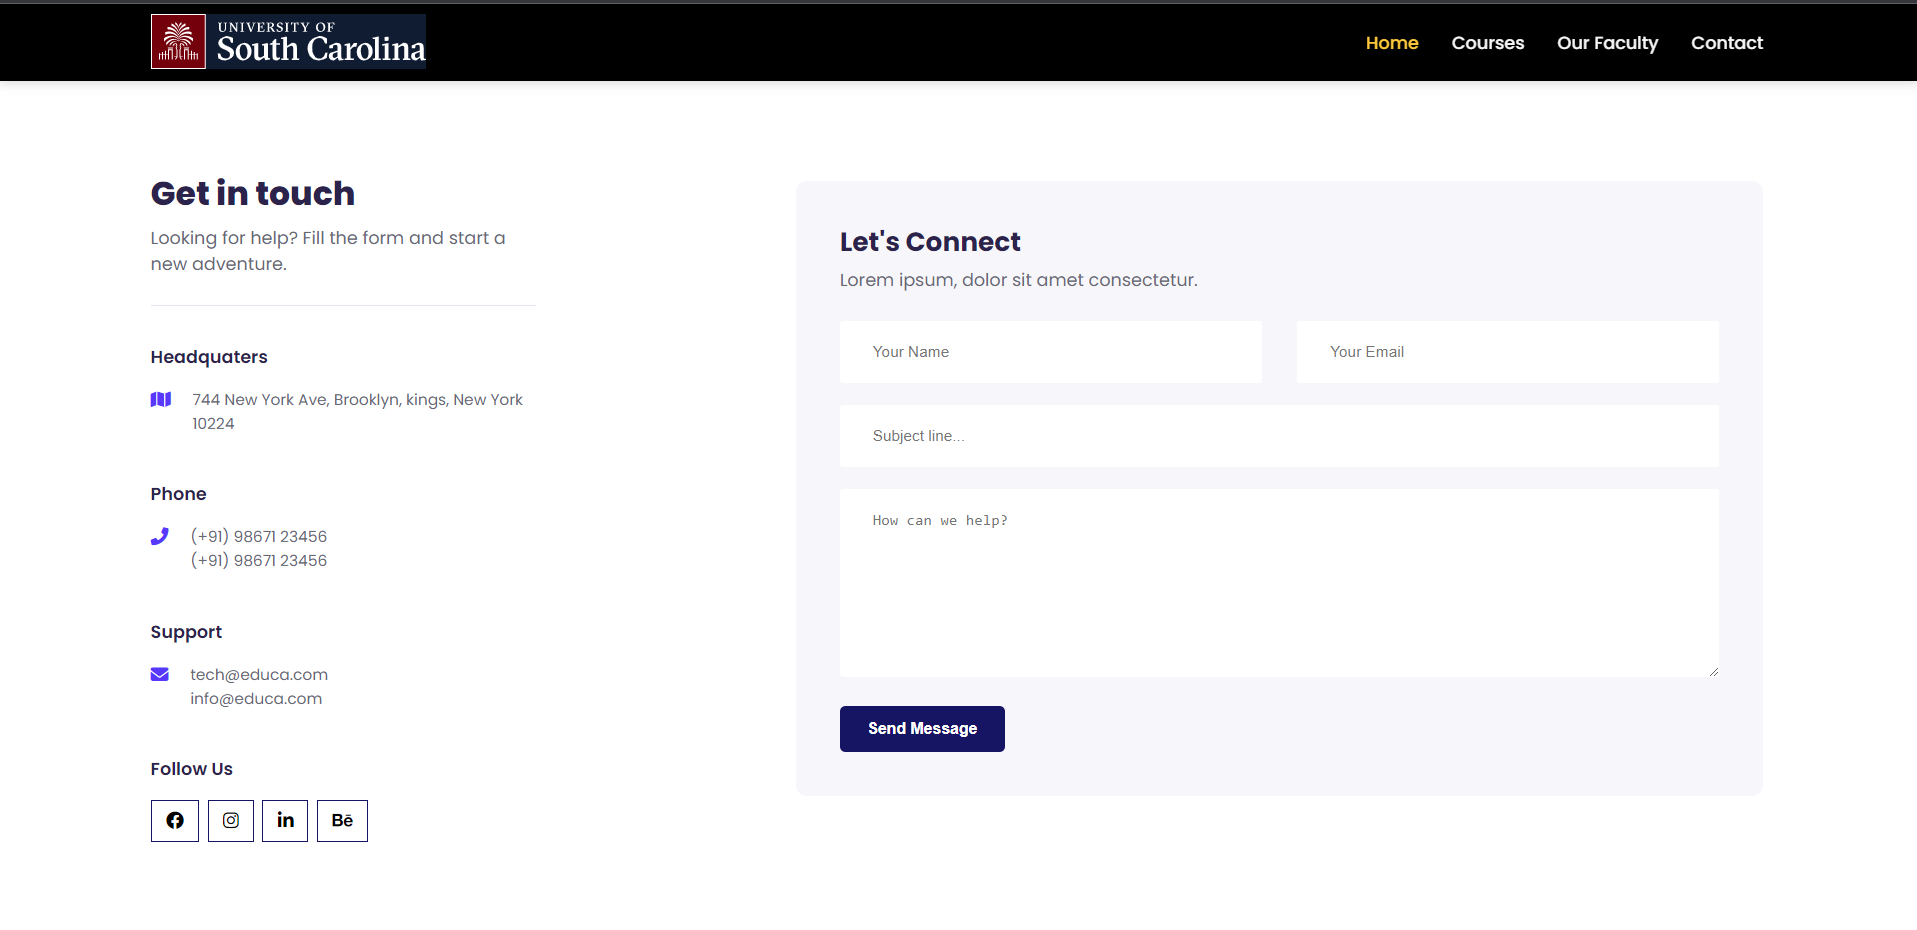 UNIVERSITY OF
South Carolina
Home Courses Our Faculty Contact
Get in touch
Looking for help? Fill the form and start a
new adventure.
Headquaters
744 New York Ave, Brooklyn, kings, New York
10224
Phone
(+91) 98671 23456
(+91) 98671 23456
Support
tech@educa.com
info@educa.com
Follow Us
in Bē
Let's Connect
Lorem ipsum, dolor sit amet consectetur.
Your Name Your Email
Subject line...
How can we help?
Send Message